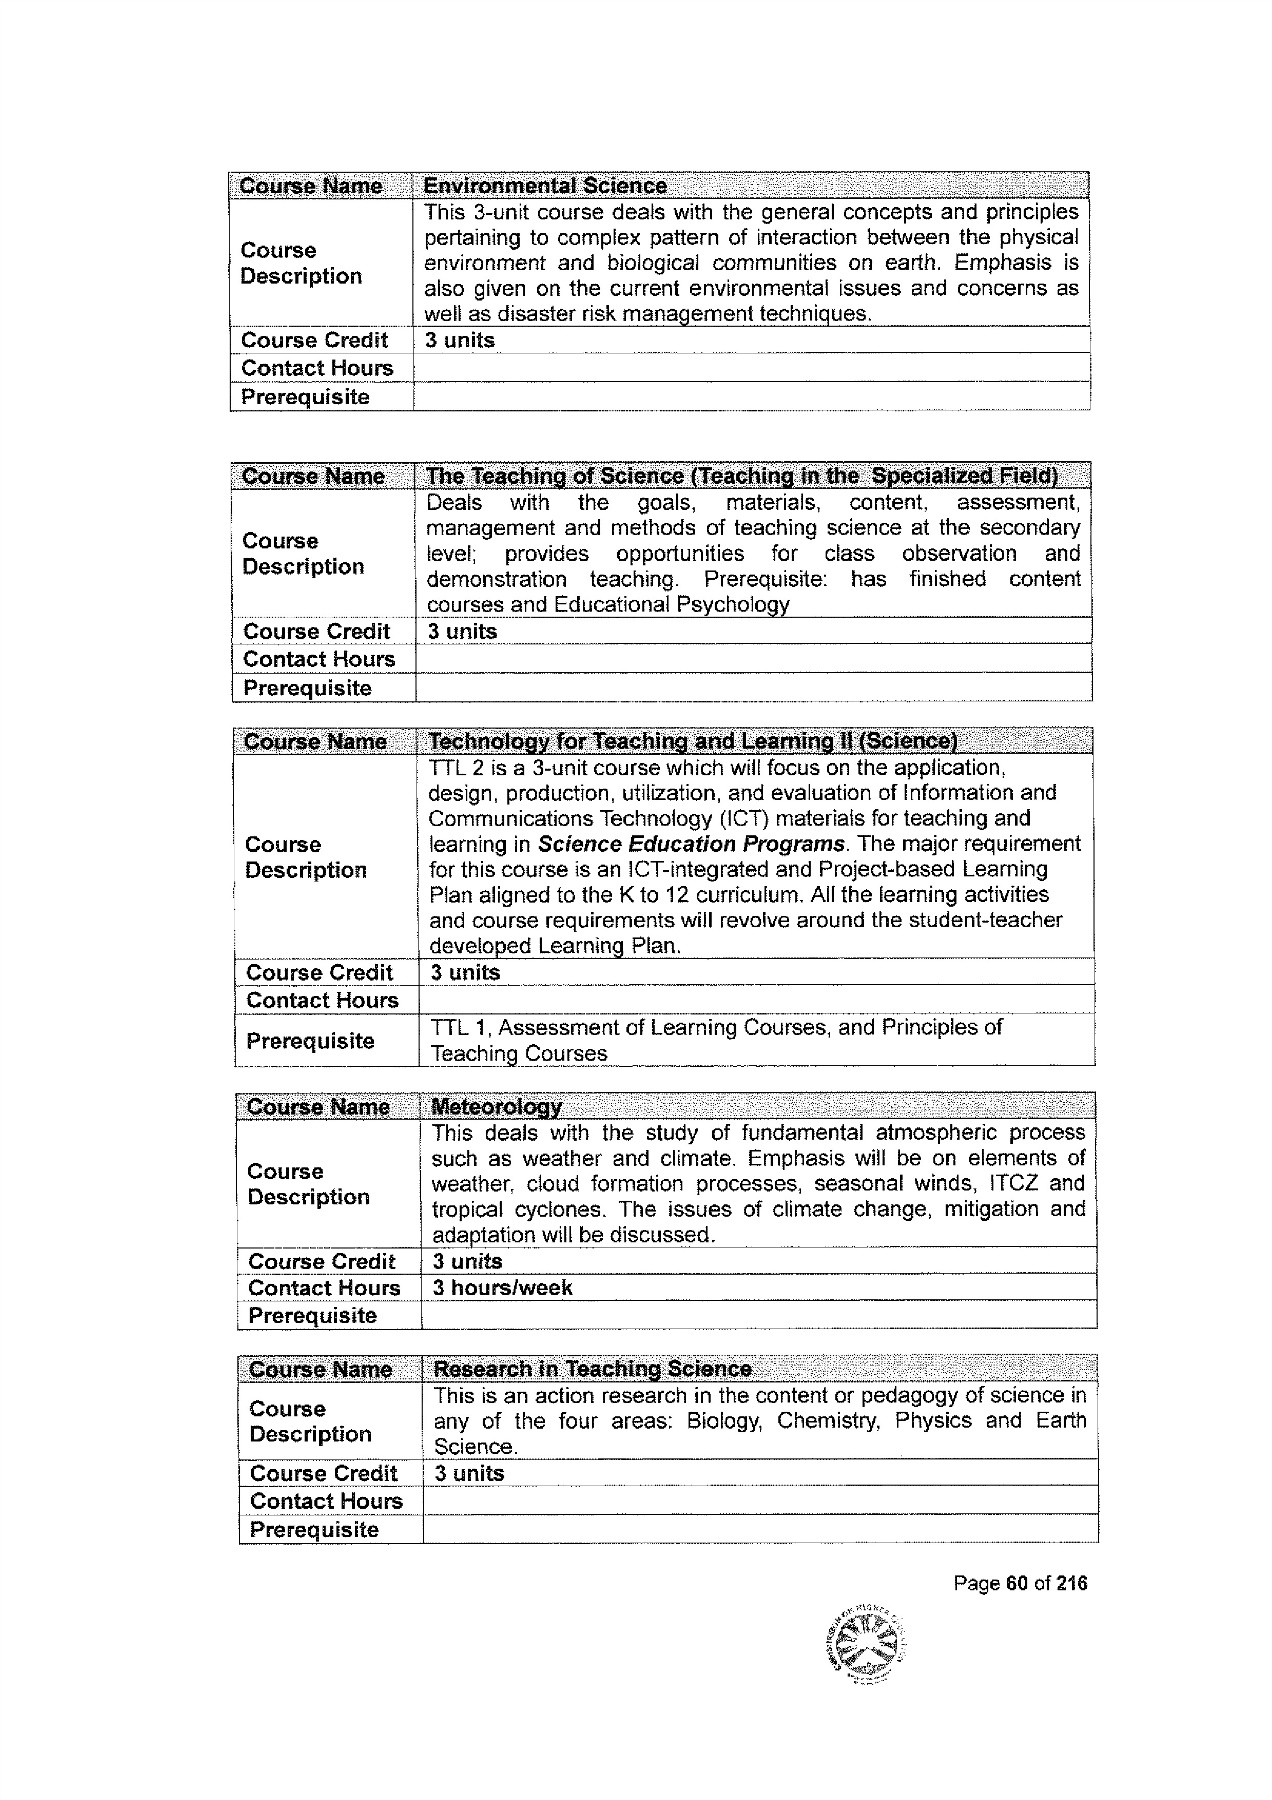 Course Name Environmental Science
Course
Description
This 3-unit course deals with the general concepts and principles
pertaining to complex pattern of interaction between the physical
environment and biological communities on earth. Emphasis is
also given on the current environmental issues and concerns as
well as disaster risk management techniques.
Course Credit 3 units
Contact Hours
Prerequisite
Course Name The Teaching of Science (Teaching in the Specialized Field)
Course
Description
Deals with the goals, materials, content, assessment,
management and methods of teaching science at the secondary
level; provides opportunities for class observation and
demonstration teaching. Prerequisite: has finished content
courses and Educational Psychology
Course Credit 3 units
Contact Hours
Prerequisite
Course Name Technology for Teaching and Learning II (Science)
Course
Description
TTL 2 is a 3-unit course which will focus on the application,
design, production, utilization, and evaluation of Information and
Communications Technology (ICT) materials for teaching and
learning in Science Education Programs. The major requirement
for this course is an ICT-integrated and Project-based Learning
Plan aligned to the K to 12 curriculum. All the learning activities
and course requirements will revolve around the student-teacher
developed Learning Plan.
Course Credit 3 units
Contact Hours
Prerequisite
TTL 1, Assessment of Learning Courses, and Principles of
Teaching Courses
Course Name Meteorology
Course
Description
This deals with the study of fundamental atmospheric process
such as weather and climate. Emphasis will be on elements of
weather, cloud formation processes, seasonal winds, ITCZ and
tropical cyclones. The issues of climate change, mitigation and
adaptation will be discussed.
Course Credit 3 units
Contact Hours 3 hours/week
Prerequisite
Course Name Research in Teaching Science
Course
Description
This is an action research in the content or pedagogy of science in
any of the four areas: Biology, Chemistry, Physics and Earth
Science.
Course Credit 3 units
Contact Hours
Prerequisite
Page 60 of 216